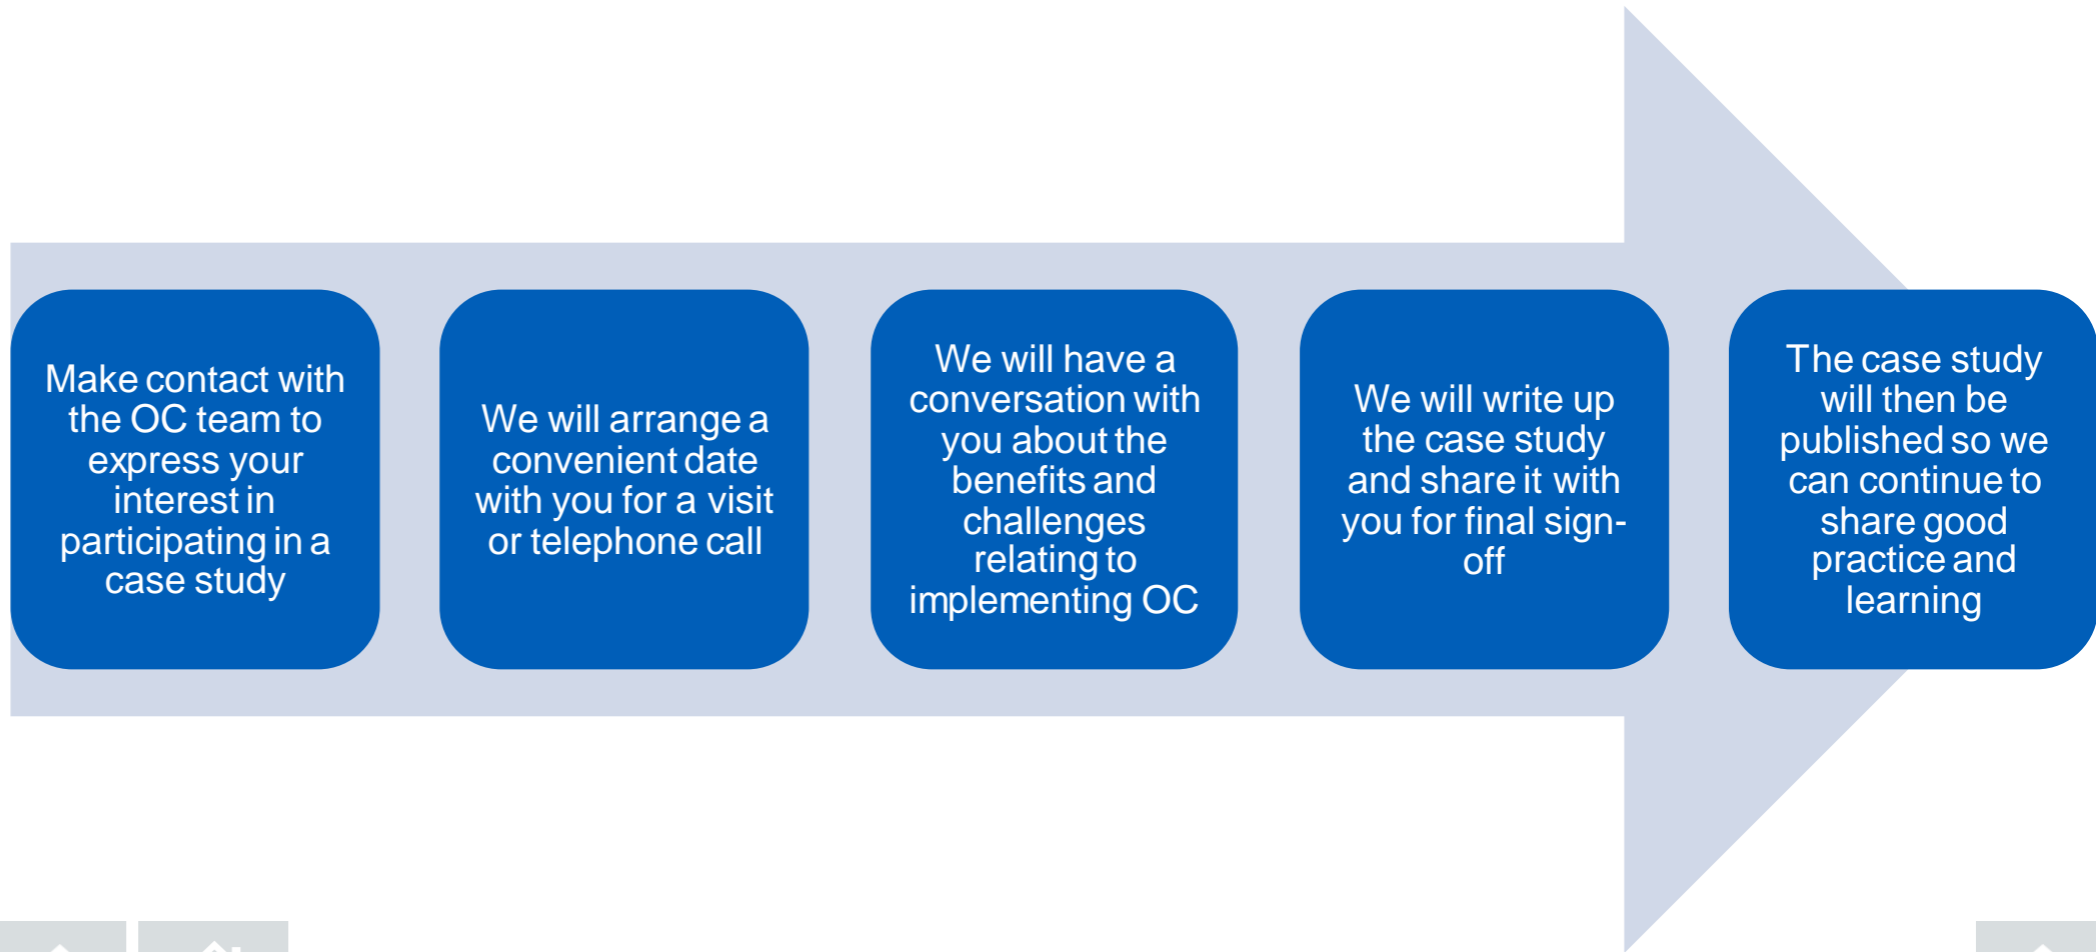 Make contact with
the OC team to
express your
interest in
participating in a
case study
We will arrange a
convenient date
with you for a visit
or telephone call
We will have a
conversation with
you about the
benefits and
challenges
relating to
implementing OC
We will write up
the case study
and share it with
you for final sign-
off
The case study
will then be
published so we
can continue to
share good
practice and
learning